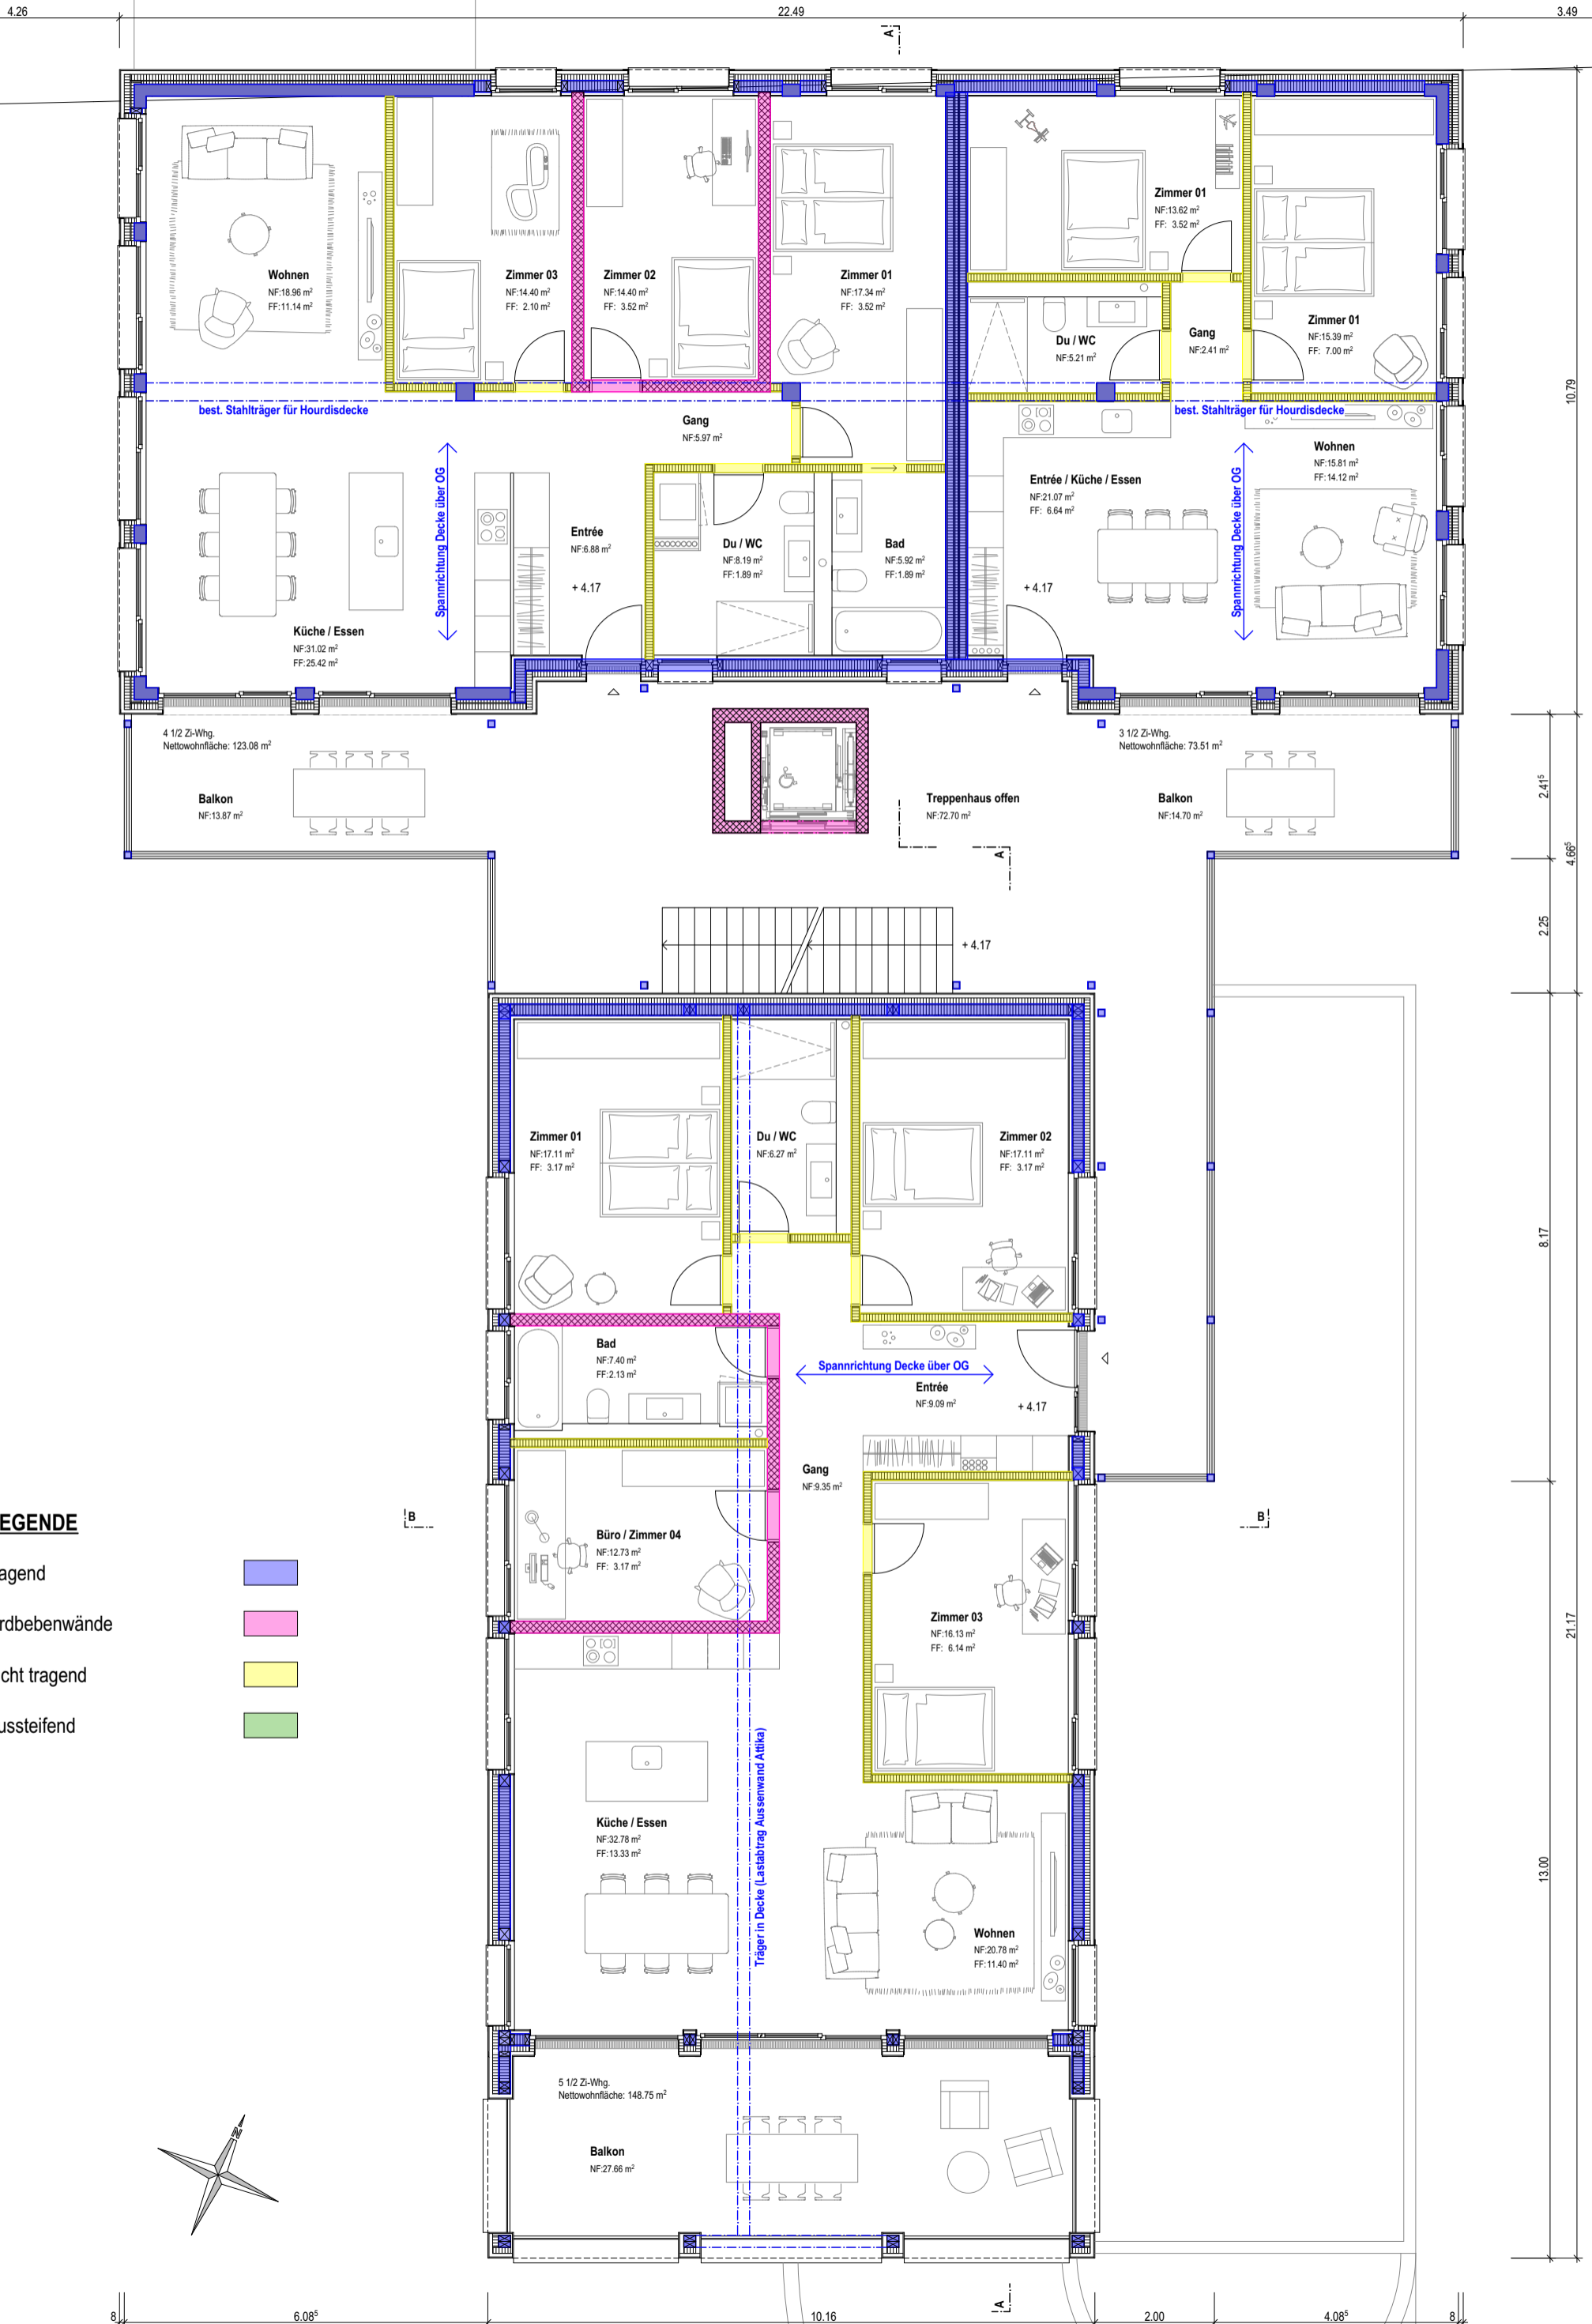 4.26
22.49
3.49
A
Zimmer 01
NF:13.62 m²
FF: 3.52 m²
Wohnen
NF:18.96 m²
FF:11.14 m²
Zimmer 03
NF:14.40 m²
FF: 2.10 m²
Zimmer 02
NF:14.40 m²
FF: 3.52 m²
Zimmer 01
NF:17.34 m²
FF: 3.52 m²
Zimmer 01
NF:15.39 m²
FF: 7.00 m²
Gang
NF:2.41 m²
Du / WC
NF:5.21 m²
10.79
best. Stahlträger für Hourdisdecke
best. Stahlträger für Hourdisdecke
Gang
NF:5.97 m²
Wohnen
NF:15.81 m²
FF:14.12 m²
Entrée / Küche / Essen
NF:21.07 m²
FF: 6.64 m²
Spannrichtung Decke über OG
Spannrichtung Decke über OG
Entrée
NF:6.88 m²
+ 4.17
Du / WC
NF:8.19 m²
FF:1.89 m²
Bad
NF:5.92 m²
FF:1.89 m²
+ 4.17
Küche / Essen
NF:31.02 m²
FF:25.42 m²
4 1/2 Zi-Whg.
Nettowohnfläche: 123.08 m²
3 1/2 Zi-Whg.
Nettowohnfläche: 73.51 m²
Balkon
NF:13.87 m²
Treppenhaus offen
NF:72.70 m²
Balkon
NF:14.70 m²
2.41⁵
4.66⁵
A
2.25
+ 4.17
Zimmer 01
NF:17.11 m²
FF: 3.17 m²
Du / WC
NF:6.27 m²
Zimmer 02
NF:17.11 m²
FF: 3.17 m²
8.17
Bad
NF:7.40 m²
FF:2.13 m²
Spannrichtung Decke über OG
Entrée
NF:9.09 m²
+ 4.17
Gang
NF:9.35 m²
B
B
EGENDE
agend
rdbebenwände
cht tragend
ussteifend
Büro / Zimmer 04
NF:12.73 m²
FF: 3.17 m²
Zimmer 03
NF:16.13 m²
FF: 6.14 m²
21.17
Träger in Decke (Lastabtrag Aussenwand Attika)
Küche / Essen
NF:32.78 m²
FF:13.33 m²
13.00
Wohnen
NF:20.78 m²
FF:11.40 m²
5 1/2 Zi-Whg.
Nettowohnfläche: 148.75 m²
Balkon
NF:27.66 m²
N
A
8
6.08⁵
10.16
2.00
4.08⁵
8